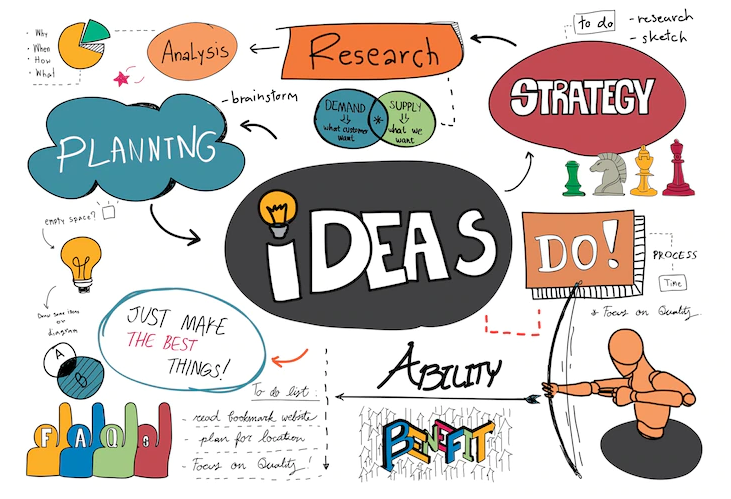 Why
When
How
What
Analysis
Research
to do
- research
- sketch
STRATEGY
- brainstorm
PLANNING
DEMAND
what customer
want
*
SUPPLY
what we
want
iDEAS
empty space?
DO!
PROCESS
Time
* Focus on Quality
Draw some items
or
diagram
JUST MAKE
THE BEST
THINGS!
A
B
ABILITY
To do list:
- read bookmark website
- plan for location
Focus on Quality!
BENEFIT
FAQs